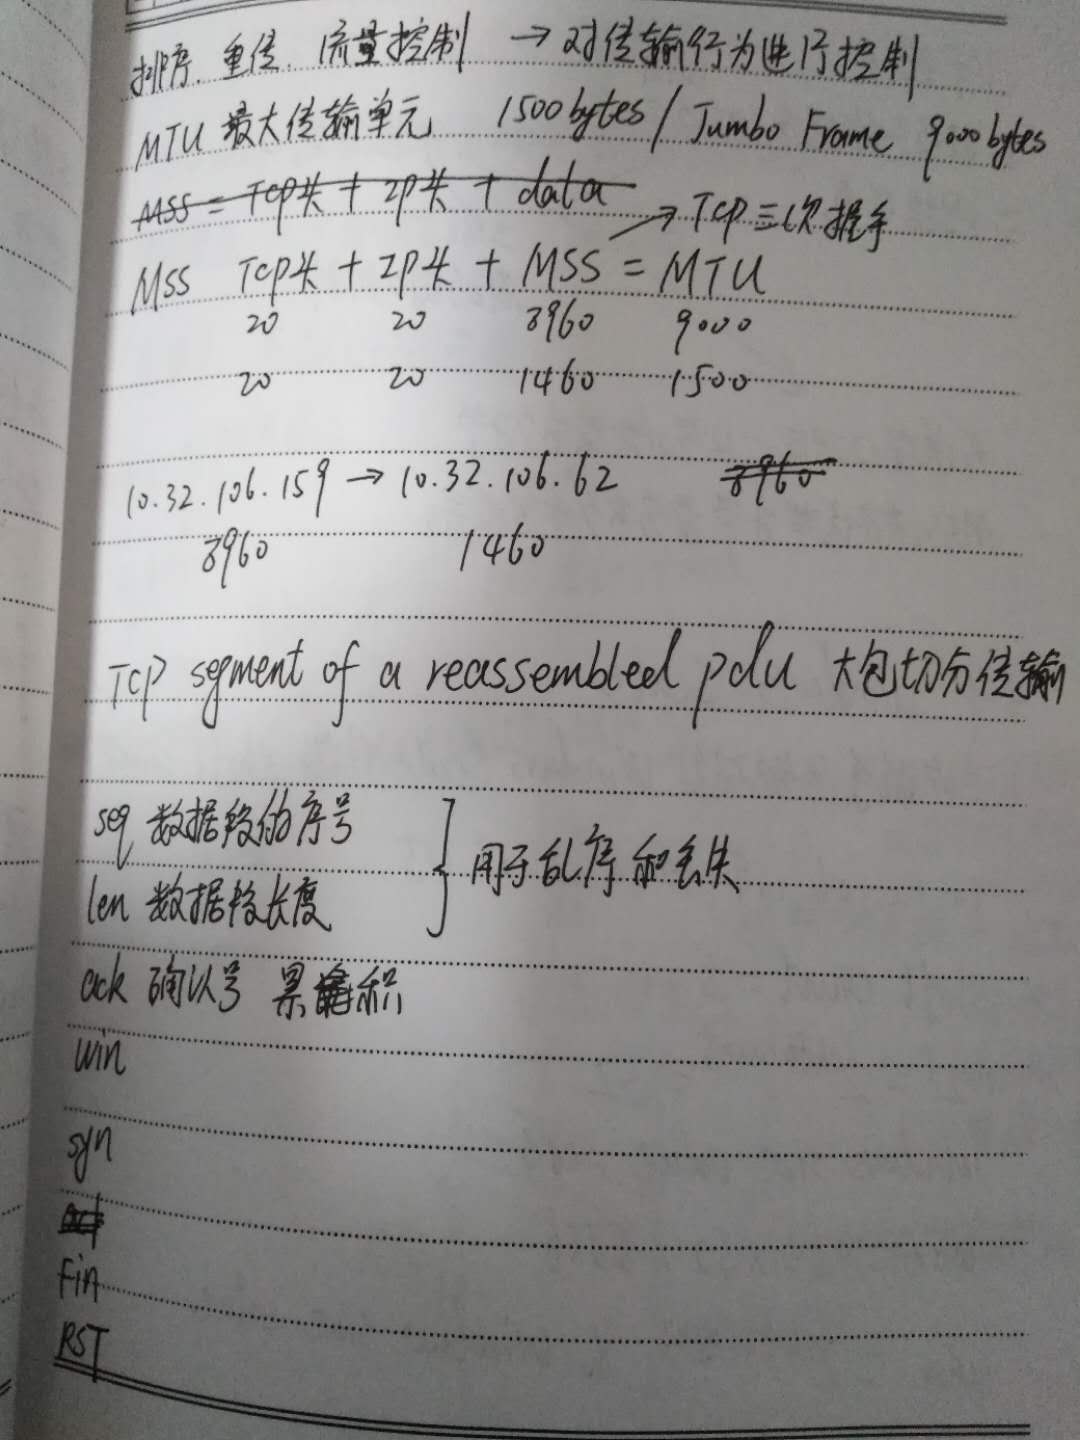 排序. 重传. 流量控制 → 对传输行为进行控制
MTU 最大传输单元 1500 bytes / Jumbo Frame 9000 bytes
MSS = Tcp头 + IP头 + data
→ Tcp 三次握手
MSS Tcp头 + IP头 + MSS = MTU
20 20 8960 9000
20 20 1460 1500
10.32.106.159 → 10.32.106.62 8960
8960 1460
Tcp segment of a reassembled pdu 大包切分传输
seq 数据段的序号
len 数据段长度
} 用于乱序和丢失
ack 确认号 累积
win
syn
Fin
RST